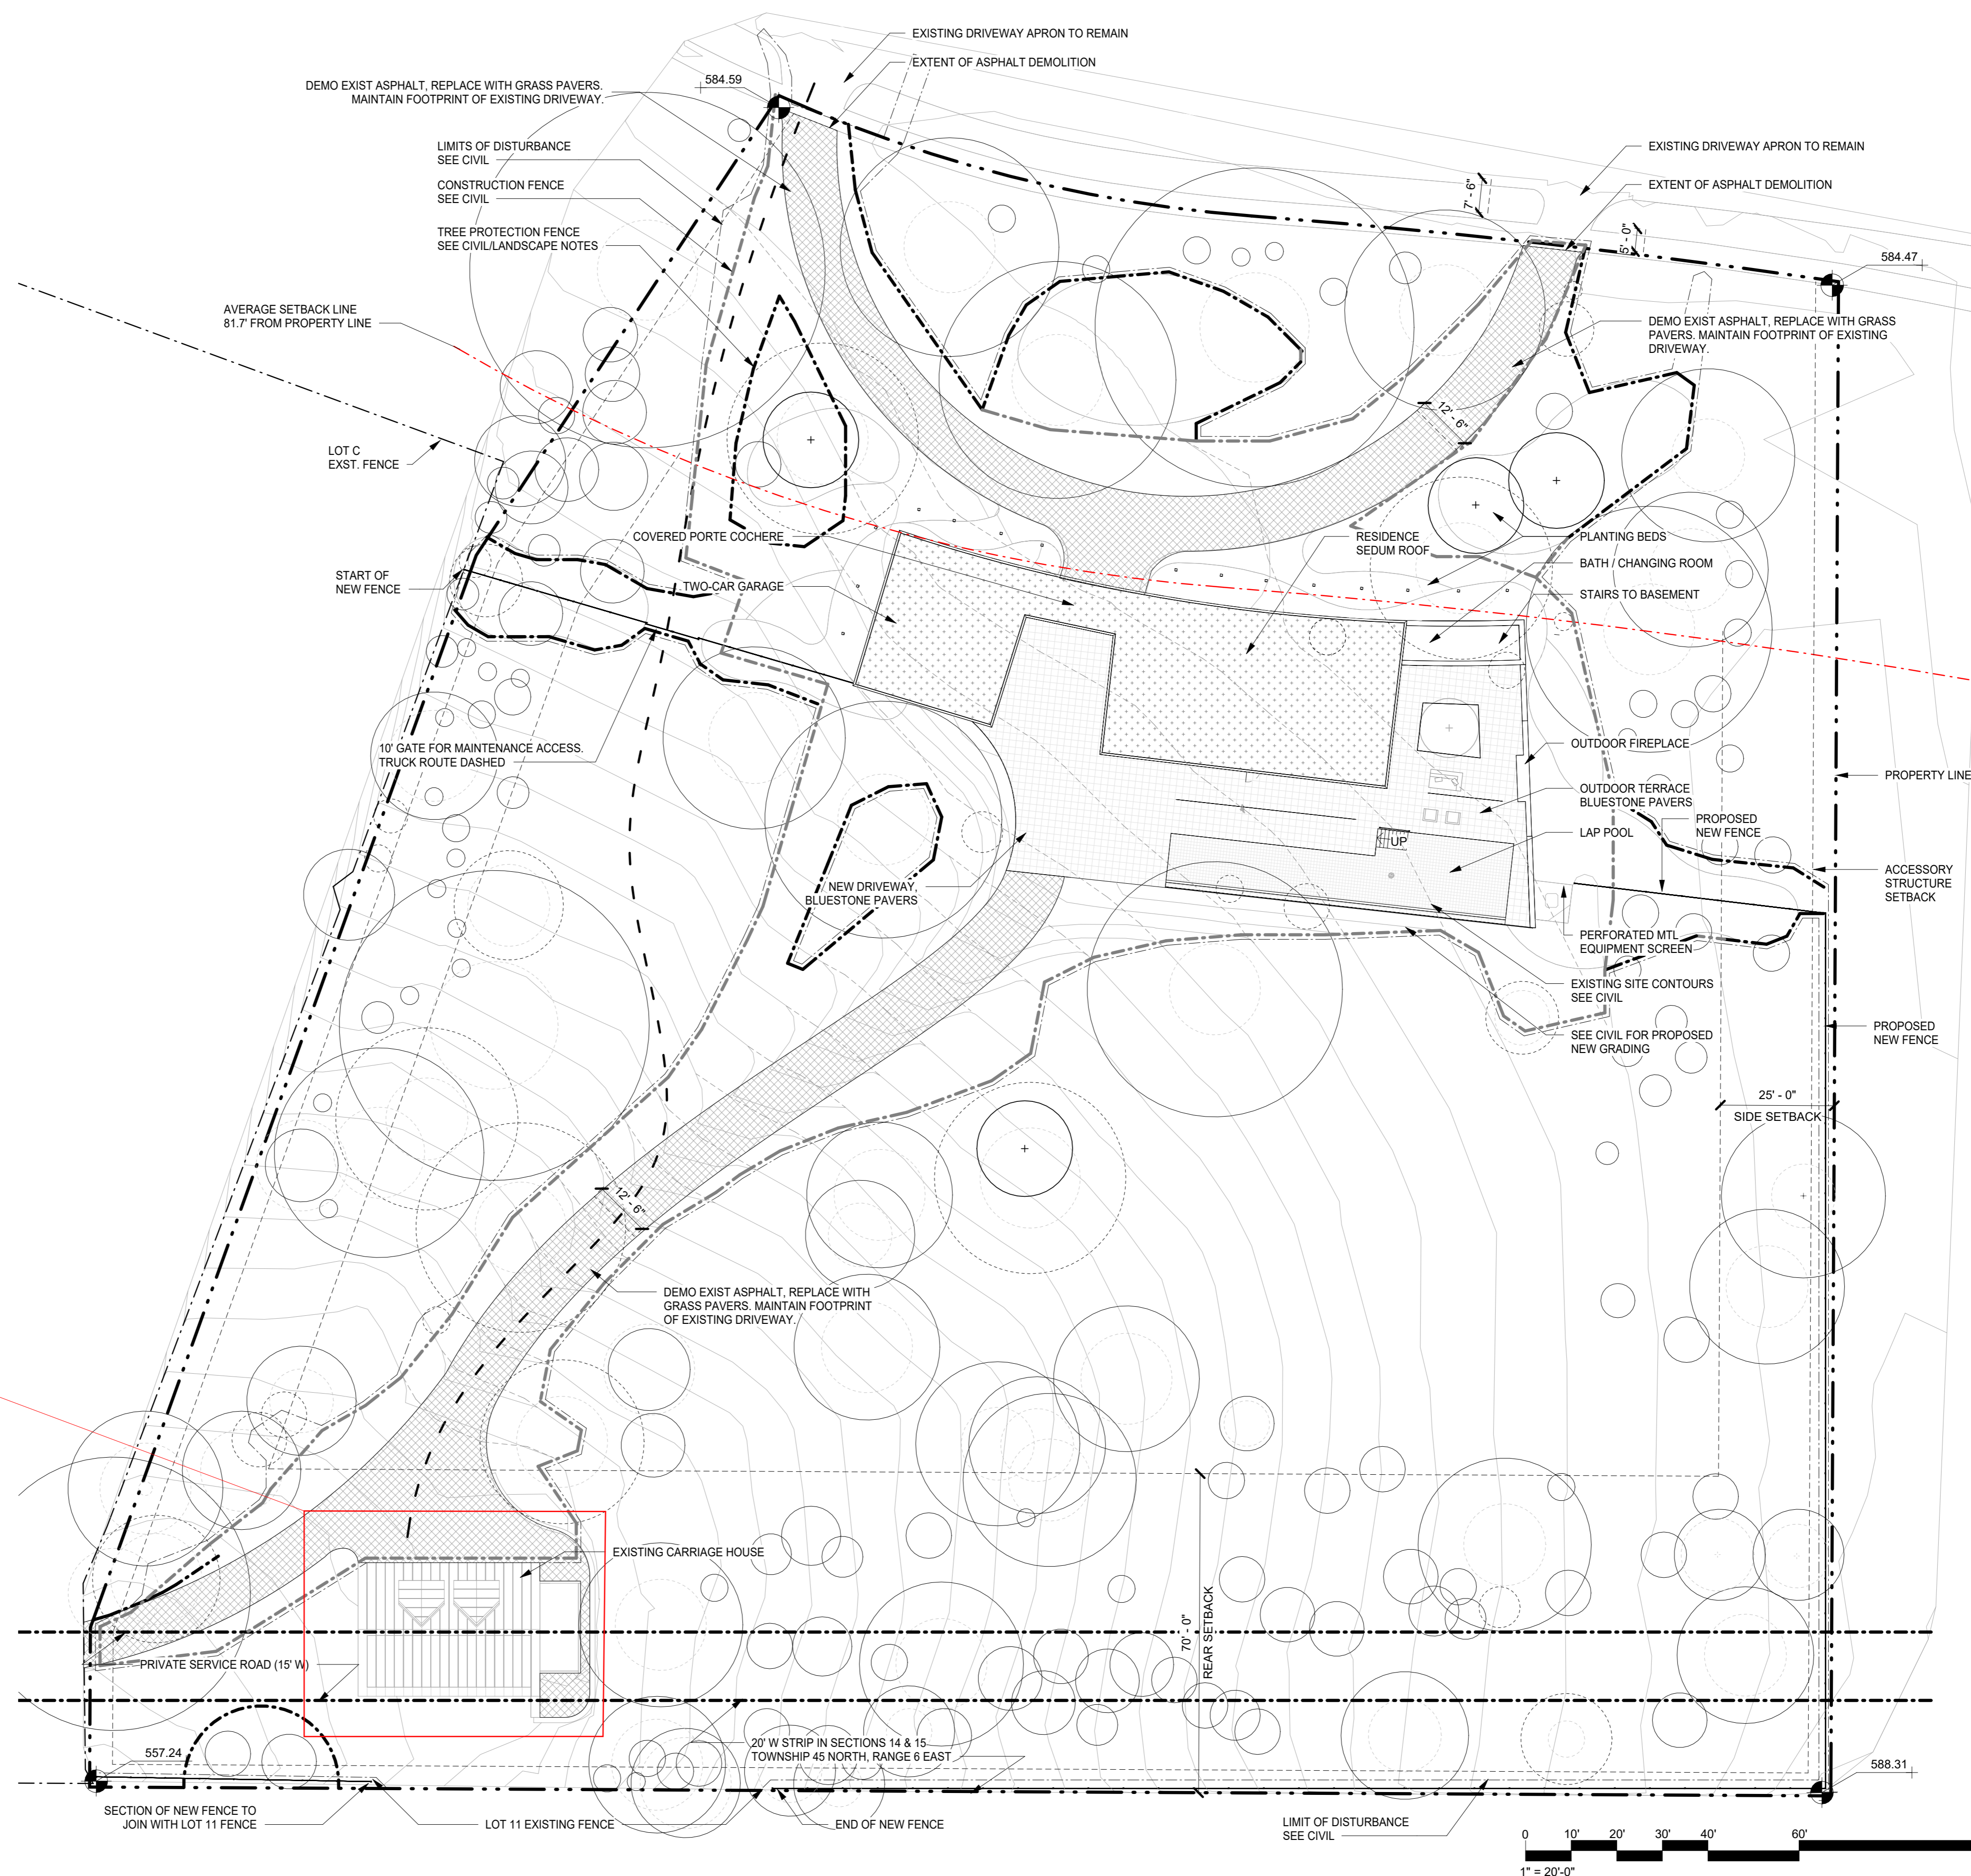 EXISTING DRIVEWAY APRON TO REMAIN
EXTENT OF ASPHALT DEMOLITION
584.59
DEMO EXIST ASPHALT, REPLACE WITH GRASS PAVERS.
MAINTAIN FOOTPRINT OF EXISTING DRIVEWAY.
LIMITS OF DISTURBANCE
SEE CIVIL
CONSTRUCTION FENCE
SEE CIVIL
TREE PROTECTION FENCE
SEE CIVIL/LANDSCAPE NOTES
EXISTING DRIVEWAY APRON TO REMAIN
EXTENT OF ASPHALT DEMOLITION
7' - 6"
5' - 0"
584.47
AVERAGE SETBACK LINE
81.7' FROM PROPERTY LINE
DEMO EXIST ASPHALT, REPLACE WITH GRASS
PAVERS. MAINTAIN FOOTPRINT OF EXISTING
DRIVEWAY.
12' - 6"
LOT C
EXST. FENCE
COVERED PORTE COCHERE
RESIDENCE
SEDUM ROOF
PLANTING BEDS
BATH / CHANGING ROOM
START OF
NEW FENCE
TWO-CAR GARAGE
STAIRS TO BASEMENT
10' GATE FOR MAINTENANCE ACCESS.
TRUCK ROUTE DASHED
OUTDOOR FIREPLACE
PROPERTY LINE
OUTDOOR TERRACE
BLUESTONE PAVERS
PROPOSED
NEW FENCE
LAP POOL
UP
NEW DRIVEWAY,
BLUESTONE PAVERS
ACCESSORY
STRUCTURE
SETBACK
PERFORATED MTL
EQUIPMENT SCREEN
EXISTING SITE CONTOURS
SEE CIVIL
SEE CIVIL FOR PROPOSED
NEW GRADING
PROPOSED
NEW FENCE
25' - 0"
SIDE SETBACK
12' - 6"
DEMO EXIST ASPHALT, REPLACE WITH
GRASS PAVERS. MAINTAIN FOOTPRINT
OF EXISTING DRIVEWAY.
EXISTING CARRIAGE HOUSE
70' - 0"
REAR SETBACK
PRIVATE SERVICE ROAD (15' W)
20' W STRIP IN SECTIONS 14 & 15
TOWNSHIP 45 NORTH, RANGE 6 EAST
557.24
588.31
SECTION OF NEW FENCE TO
JOIN WITH LOT 11 FENCE
LOT 11 EXISTING FENCE
END OF NEW FENCE
LIMIT OF DISTURBANCE
SEE CIVIL
0 10' 20' 30' 40' 60'
1" = 20'-0"